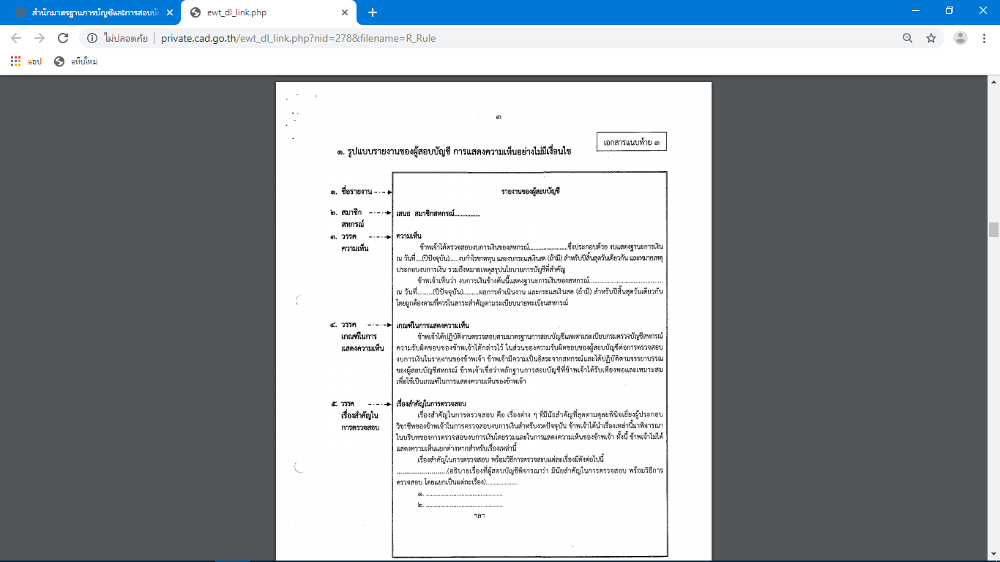 สำนักมาตรฐานการบัญชีและการสอบบัญ
ewt_dl_link.php
ไม่ปลอดภัย
private.cad.go.th/ewt_dl_link.php?nid=278&filename=R_Rule
แอป
แท็บใหม่
๓
เอกสารแนบท้าย ๓
๑. รูปแบบรายงานของผู้สอบบัญชี การแสดงความเห็นอย่างไม่มีเงื่อนไข
๑. ชื่อรายงาน
รายงานของผู้สอบบัญชี
๒. สมาชิก
สหกรณ์
เสนอ สมาชิกสหกรณ์................
๓. วรรค
ความเห็น
ความเห็น
ข้าพเจ้าได้ตรวจสอบงบการเงินของสหกรณ์........................ซึ่งประกอบด้วย งบแสดงฐานะการเงิน
ณ วันที่.....(ปีปัจจุบัน)......งบกำไรขาดทุน และงบกระแสเงินสด (ถ้ามี) สำหรับปีสิ้นสุดวันเดียวกัน และหมายเหตุ
ประกอบงบการเงิน รวมถึงหมายเหตุสรุปนโยบายการบัญชีที่สำคัญ
ข้าพเจ้าเห็นว่า งบการเงินข้างต้นนี้แสดงฐานะการเงินของสหกรณ์..........................................
ณ วันที่........(ปีปัจจุบัน).........ผลการดำเนินงาน และกระแสเงินสด (ถ้ามี) สำหรับปีสิ้นสุดวันเดียวกัน
โดยถูกต้องตามที่ควรในสาระสำคัญตามระเบียบนายทะเบียนสหกรณ์
๔. วรรค
เกณฑ์ในการ
แสดงความเห็น
เกณฑ์ในการแสดงความเห็น
ข้าพเจ้าได้ปฏิบัติงานตรวจสอบตามมาตรฐานการสอบบัญชีและตามระเบียบกรมตรวจบัญชีสหกรณ์
ความรับผิดชอบของข้าพเจ้าได้กล่าวไว้ ในส่วนของความรับผิดชอบของผู้สอบบัญชีต่อการตรวจสอบ
งบการเงินในรายงานของข้าพเจ้า ข้าพเจ้ามีความเป็นอิสระจากสหกรณ์และได้ปฏิบัติตามจรรยาบรรณ
ของผู้สอบบัญชีสหกรณ์ ข้าพเจ้าเชื่อว่าหลักฐานการสอบบัญชีที่ข้าพเจ้าได้รับเพียงพอและเหมาะสม
เพื่อใช้เป็นเกณฑ์ในการแสดงความเห็นของข้าพเจ้า
๕. วรรค
เรื่องสำคัญใน
การตรวจสอบ
เรื่องสำคัญในการตรวจสอบ
เรื่องสำคัญในการตรวจสอบ คือ เรื่องต่าง ๆ ที่มีนัยสำคัญที่สุดตามดุลยพินิจเยี่ยงผู้ประกอบ
วิชาชีพของข้าพเจ้าในการตรวจสอบงบการเงินสำหรับงวดปัจจุบัน ข้าพเจ้าได้นำเรื่องเหล่านี้มาพิจารณา
ในบริบทของการตรวจสอบงบการเงินโดยรวมและในการแสดงความเห็นของข้าพเจ้า ทั้งนี้ ข้าพเจ้าไม่ได้
แสดงความเห็นแยกต่างหากสำหรับเรื่องเหล่านี้
เรื่องสำคัญในการตรวจสอบ พร้อมวิธีการตรวจสอบแต่ละเรื่องมีดังต่อไปนี้
..........................(อธิบายเรื่องที่ผู้สอบบัญชีพิจารณาว่า มีนัยสำคัญในการตรวจสอบ พร้อมวิธีการ
ตรวจสอบ โดยแยกเป็นแต่ละเรื่อง)....................
๑. ................................................
๒. ................................................
ฯลฯ